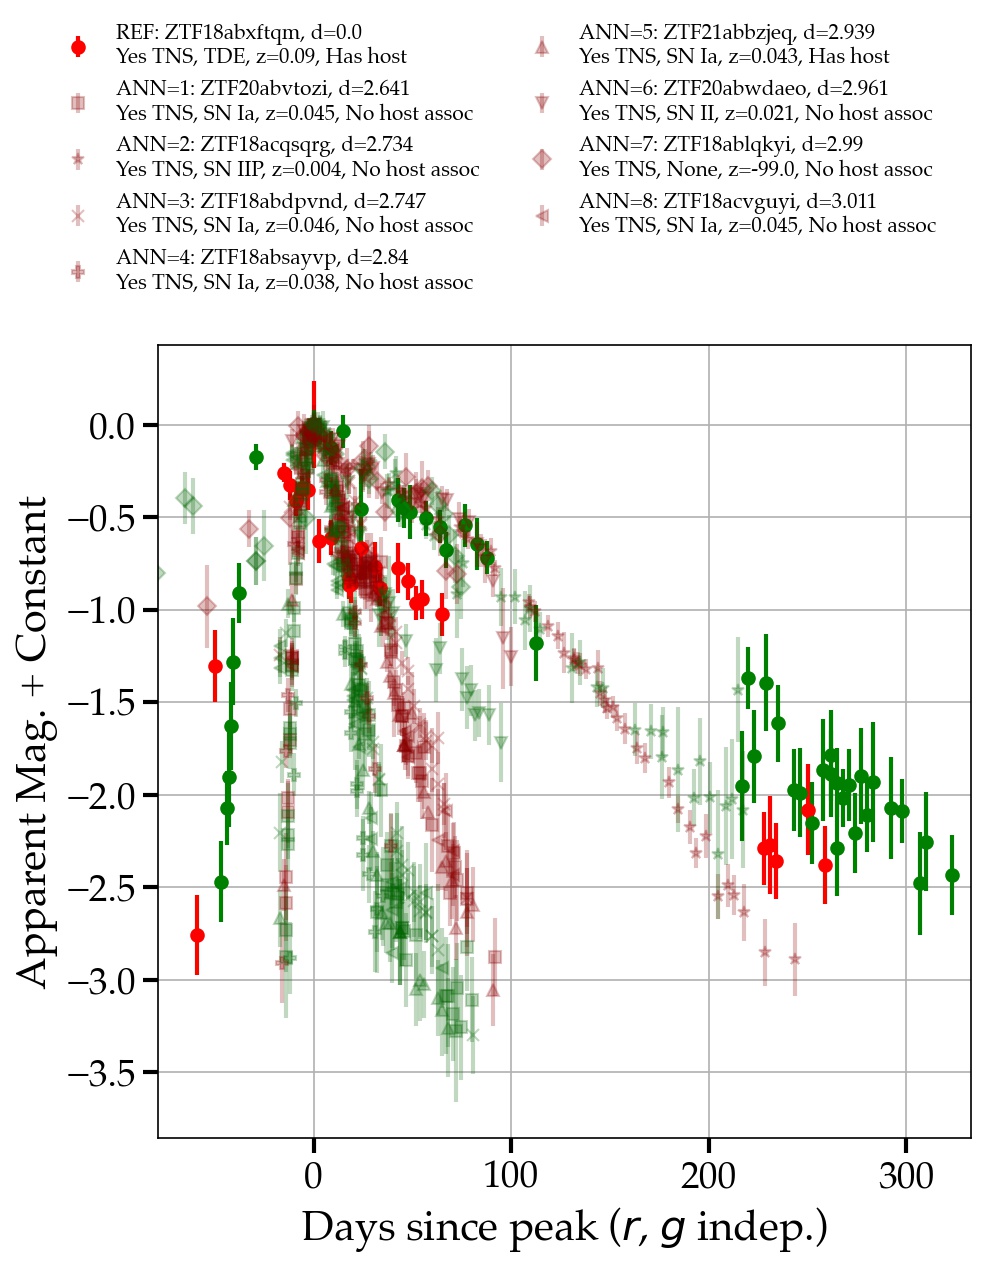 REF: ZTF18abxftqm, d=0.0
Yes TNS, TDE, z=0.09, Has host
ANN=1: ZTF20abvtozi, d=2.641
Yes TNS, SN Ia, z=0.045, No host assoc
ANN=2: ZTF18acqsqrg, d=2.734
Yes TNS, SN IIP, z=0.004, No host assoc
ANN=3: ZTF18abdpvnd, d=2.747
Yes TNS, SN Ia, z=0.046, No host assoc
ANN=4: ZTF18absayvp, d=2.84
Yes TNS, SN Ia, z=0.038, No host assoc
ANN=5: ZTF21abbzjeq, d=2.939
Yes TNS, SN Ia, z=0.043, Has host
ANN=6: ZTF20abwdaeo, d=2.961
Yes TNS, SN II, z=0.021, No host assoc
ANN=7: ZTF18ablqkyi, d=2.99
Yes TNS, None, z=-99.0, No host assoc
ANN=8: ZTF18acvguyi, d=3.011
Yes TNS, SN Ia, z=0.045, No host assoc
Apparent Mag. + Constant
0.0
−0.5
−1.0
−1.5
−2.0
−2.5
−3.0
−3.5
0
100
200
300
Days since peak (r, g indep.)